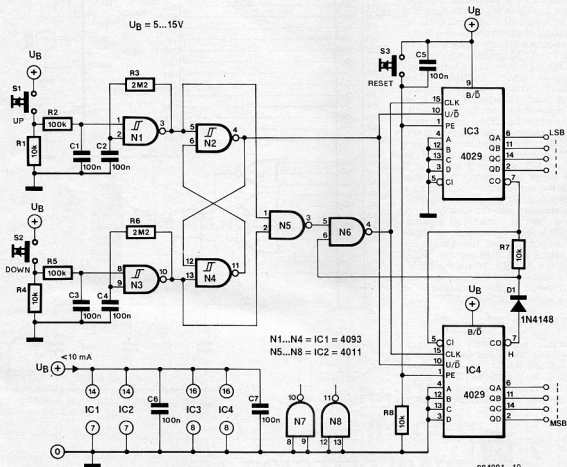 U_B = 5...15V
U_B
S1
UP
R2
100k
R1
10k
C1
100n
C2
100n
R3
2M2
1
2
N1
3
5
6
N2
4
U_B
S2
DOWN
R5
100k
R4
10k
C3
100n
C4
100n
R6
2M2
8
9
N3
10
12
13
N4
11
1
2
N5
3
5
6
N6
4
S3
RESET
U_B
C5
100n
9
B/D̅
15 CLK
10 U/D̅
1 PE
4 A
12 B
13 C
3 D
5 CI
IC3
4029
QA 6
QB 11
QC 14
QD 2
CO 7
LSB
R7
10k
D1
1N4148
U_B
B/D̅
5 CI
15 CLK
10 U/D̅
1 PE
4 A
12 B
13 C
3 D
IC4
4029
CO 7
H
QA 6
QB 11
QC 14
QD 2
MSB
R8
10k
N1...N4 = IC1 = 4093
N5...N8 = IC2 = 4011
U_B
<10 mA
14
IC1
7
14
IC2
7
C6
100n
16
IC3
8
16
IC4
8
C7
100n
10
N7
8 9
11
N8
12 13
0